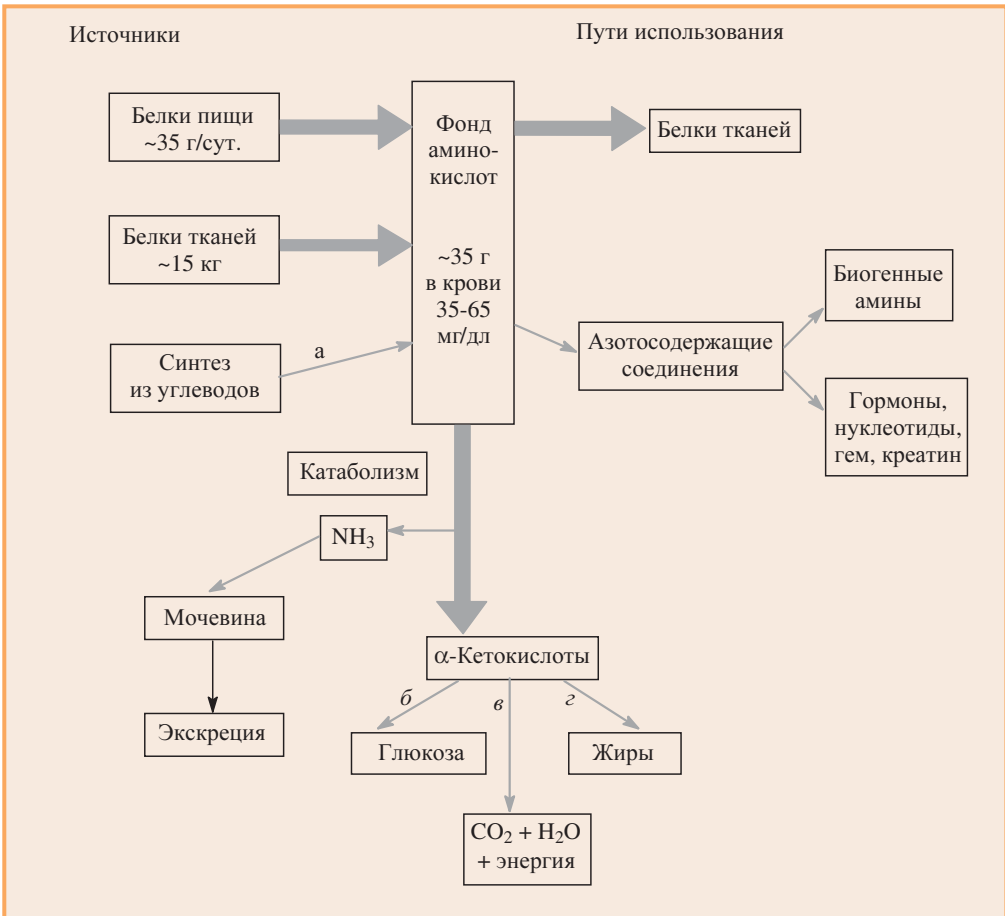 Источники
Пути использования
Белки пищи
~35 г/сут.
Фонд
амино-
кислот
~35 г
в крови
35-65
мг/дл
Белки тканей
Белки тканей
~15 кг
Биогенные
амины
Синтез
из углеводов
а
Азотосодержащие
соединения
Гормоны,
нуклеотиды,
гем, креатин
Катаболизм
NH₃
Мочевина
Экскреция
α-Кетокислоты
б
в
г
Глюкоза
Жиры
CO₂ + H₂O
+ энергия